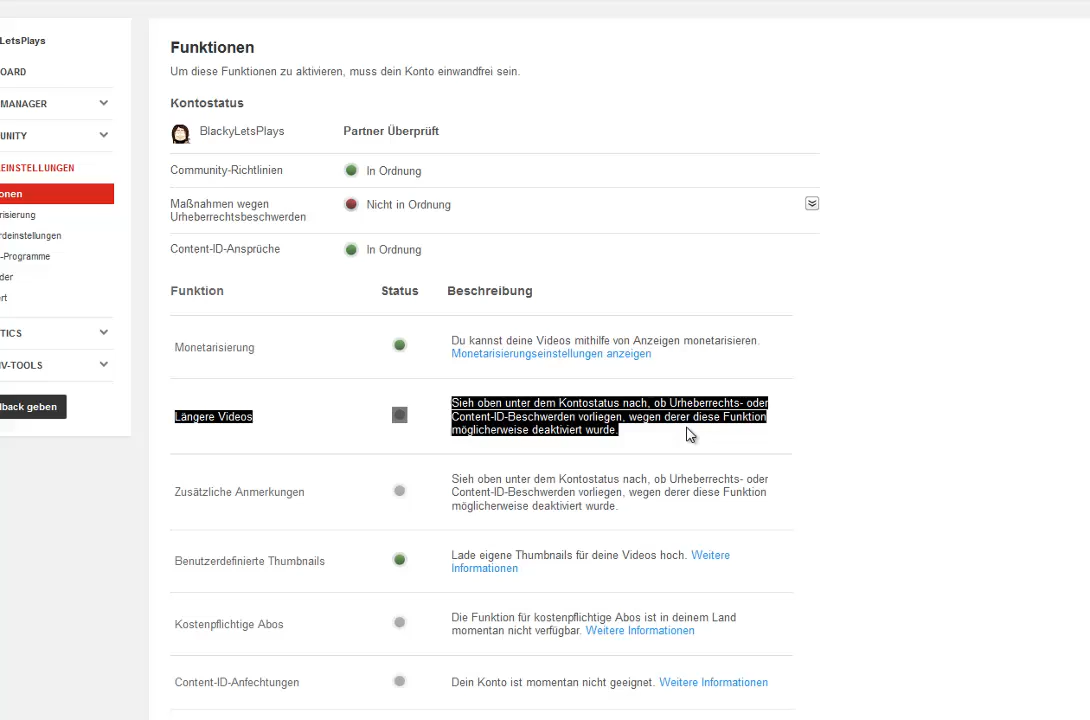 LetsPlays
OARD
MANAGER
UNITY
EINSTELLUNGEN
onen
risierung
rdeinstellungen
-Programme
der
rt
TICS
V-TOOLS
lback geben
Funktionen
Um diese Funktionen zu aktivieren, muss dein Konto einwandfrei sein.
Kontostatus
BlackyLetsPlays Partner Überprüft
Community-Richtlinien In Ordnung
Maßnahmen wegen
Urheberrechtsbeschwerden
Nicht in Ordnung
Content-ID-Ansprüche In Ordnung
Funktion Status Beschreibung
Monetarisierung
Du kannst deine Videos mithilfe von Anzeigen monetarisieren.
Monetarisierungseinstellungen anzeigen
Längere Videos
Sieh oben unter dem Kontostatus nach, ob Urheberrechts- oder
Content-ID-Beschwerden vorliegen, wegen derer diese Funktion
möglicherweise deaktiviert wurde.
Zusätzliche Anmerkungen
Sieh oben unter dem Kontostatus nach, ob Urheberrechts- oder
Content-ID-Beschwerden vorliegen, wegen derer diese Funktion
möglicherweise deaktiviert wurde.
Benutzerdefinierte Thumbnails
Lade eigene Thumbnails für deine Videos hoch. Weitere
Informationen
Kostenpflichtige Abos
Die Funktion für kostenpflichtige Abos ist in deinem Land
momentan nicht verfügbar. Weitere Informationen
Content-ID-Anfechtungen
Dein Konto ist momentan nicht geeignet. Weitere Informationen